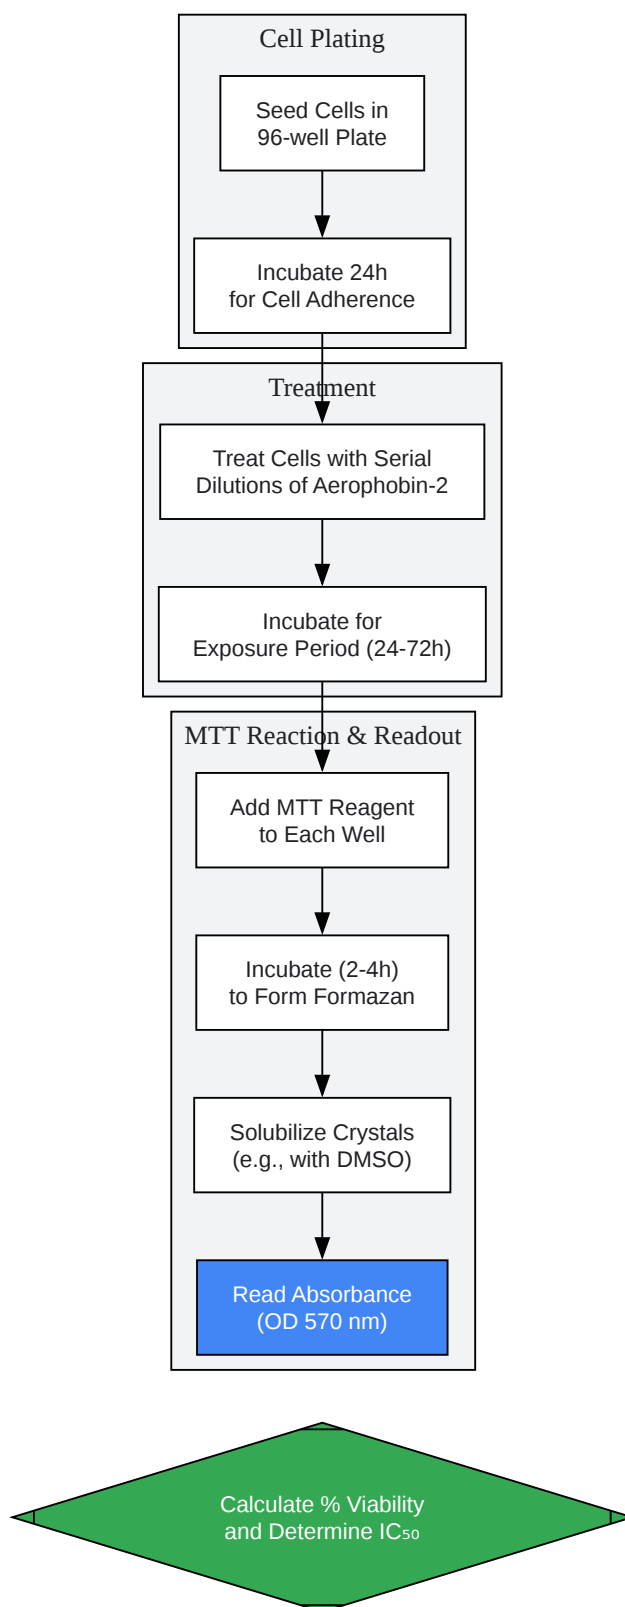 Cell Plating
Seed Cells in
96-well Plate
Incubate 24h
for Cell Adherence
Treatment
Treat Cells with Serial
Dilutions of Aerophobin-2
Incubate for
Exposure Period (24-72h)
MTT Reaction & Readout
Add MTT Reagent
to Each Well
Incubate (2-4h)
to Form Formazan
Solubilize Crystals
(e.g., with DMSO)
Read Absorbance
(OD 570 nm)
Calculate % Viability
and Determine IC₅₀